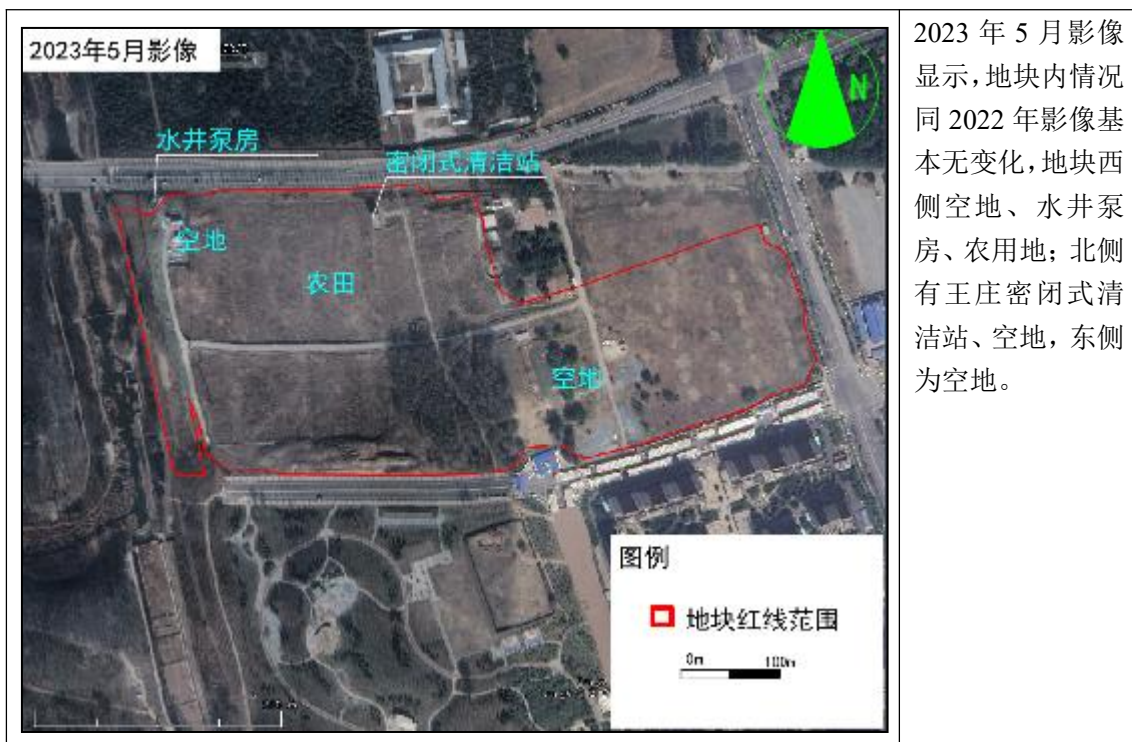 2023年5月影像
水井泵房
密闭式清洁站
空地
农田
空地
N
图例
地块红线范围
0m 100m
2023 年 5 月影像
显示，地块内情况
同 2022 年影像基
本无变化，地块西
侧空地、水井泵
房、农用地；北侧
有王庄密闭式清
洁站、空地，东侧
为空地。